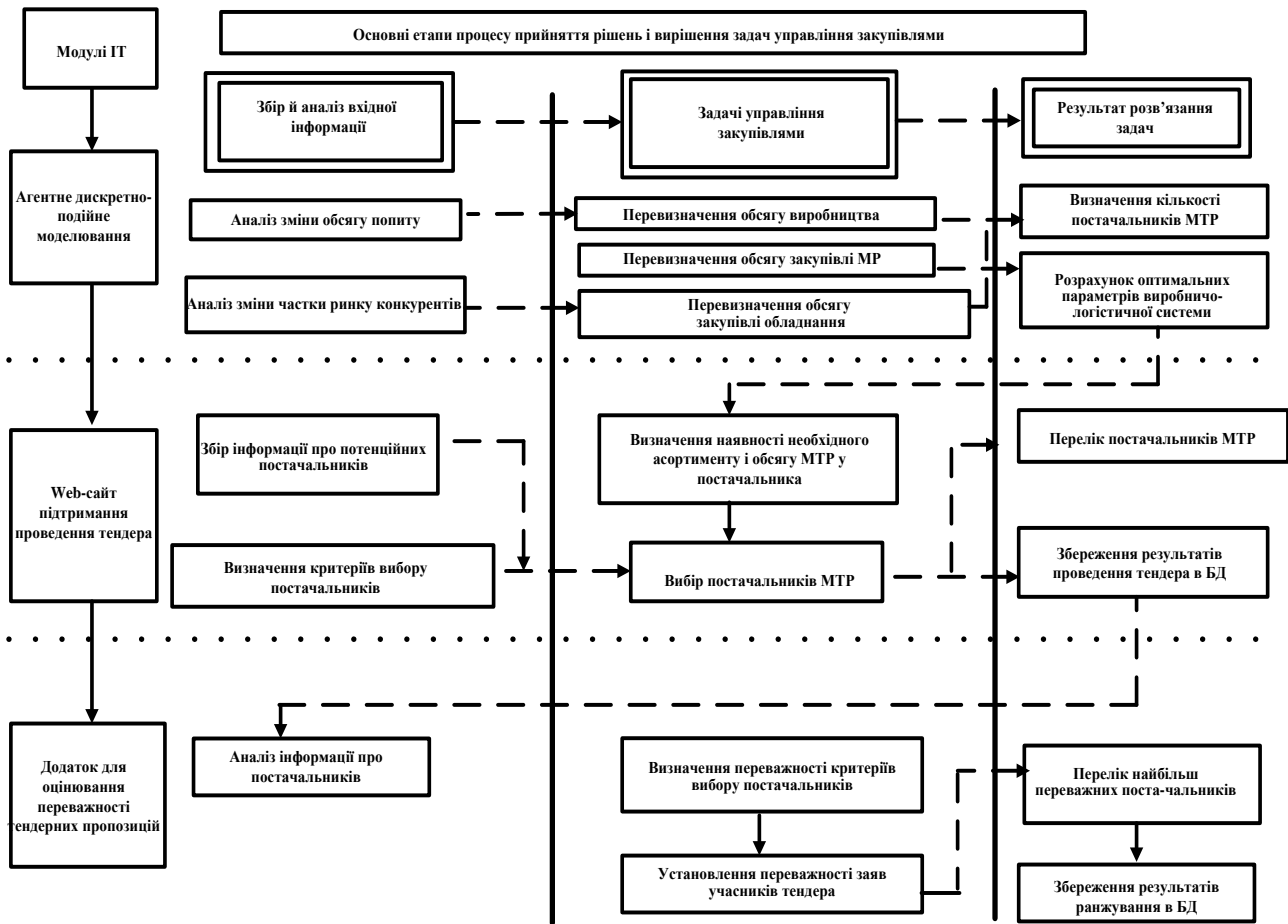 Основні етапи процесу прийняття рішень і вирішення задач управління закупівлями
Модулі ІТ
Збір й аналіз вхідної
інформації
Задачі управління
закупівлями
Результат розв’язання
задач
Агентне дискретно-
подійне
моделювання
Аналіз зміни обсягу попиту
Перевизначення обсягу виробництва
Визначення кількості
постачальників МТР
Перевизначення обсягу закупівлі МР
Аналіз зміни частки ринку конкурентів
Перевизначення обсягу
закупівлі обладнання
Розрахунок оптимальних
параметрів виробничо-
логістичної системи
Web-сайт
підтримання
проведення тендера
Збір інформації про потенційних
постачальників
Визначення наявності необхідного
асортименту і обсягу МТР у
постачальника
Перелік постачальників МТР
Визначення критеріїв вибору
постачальників
Вибір постачальників МТР
Збереження результатів
проведення тендера в БД
Додаток для
оцінювання
переважності
тендерних пропозицій
Аналіз інформації про
постачальників
Визначення переважності критеріїв
вибору постачальників
Перелік найбільш
переважних поста-чальників
Установлення переважності заяв
учасників тендера
Збереження результатів
ранжування в БД